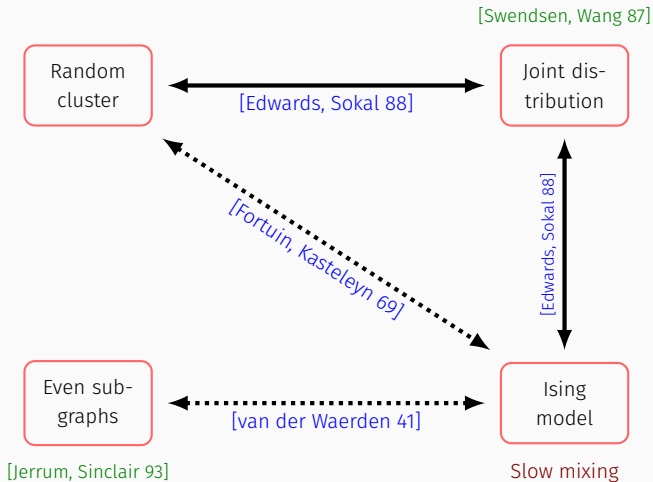 [Swendsen, Wang 87]
Random
cluster
Joint dis-
tribution
[Edwards, Sokal 88]
[Edwards, Sokal 88]
[Fortuin, Kasteleyn 69]
Even sub-
graphs
Ising
model
[van der Waerden 41]
[Jerrum, Sinclair 93]
Slow mixing